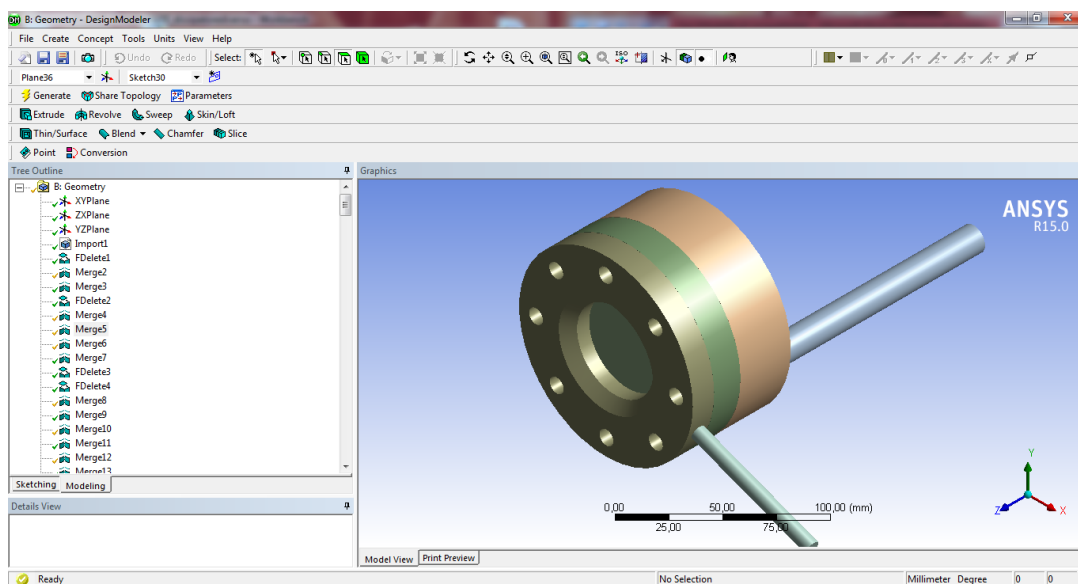 B: Geometry - DesignModeler
File Create Concept Tools Units View Help
Undo Redo Select: ISO
Plane36 Sketch30
Generate Share Topology Parameters
Extrude Revolve Sweep Skin/Loft
Thin/Surface Blend Chamfer Slice
Point Conversion
Tree Outline
B: Geometry
XYPlane
ZXPlane
YZPlane
Import1
FDelete1
Merge2
Merge3
FDelete2
Merge4
Merge5
Merge6
Merge7
FDelete3
FDelete4
Merge8
Merge9
Merge10
Merge11
Merge12
Merge13
Sketching Modeling
Details View
Graphics
ANSYS
R15.0
0,00 50,00 100,00 (mm)
25,00 75,00
Y
Z X
Model View Print Preview
Ready No Selection Millimeter Degree 0 0